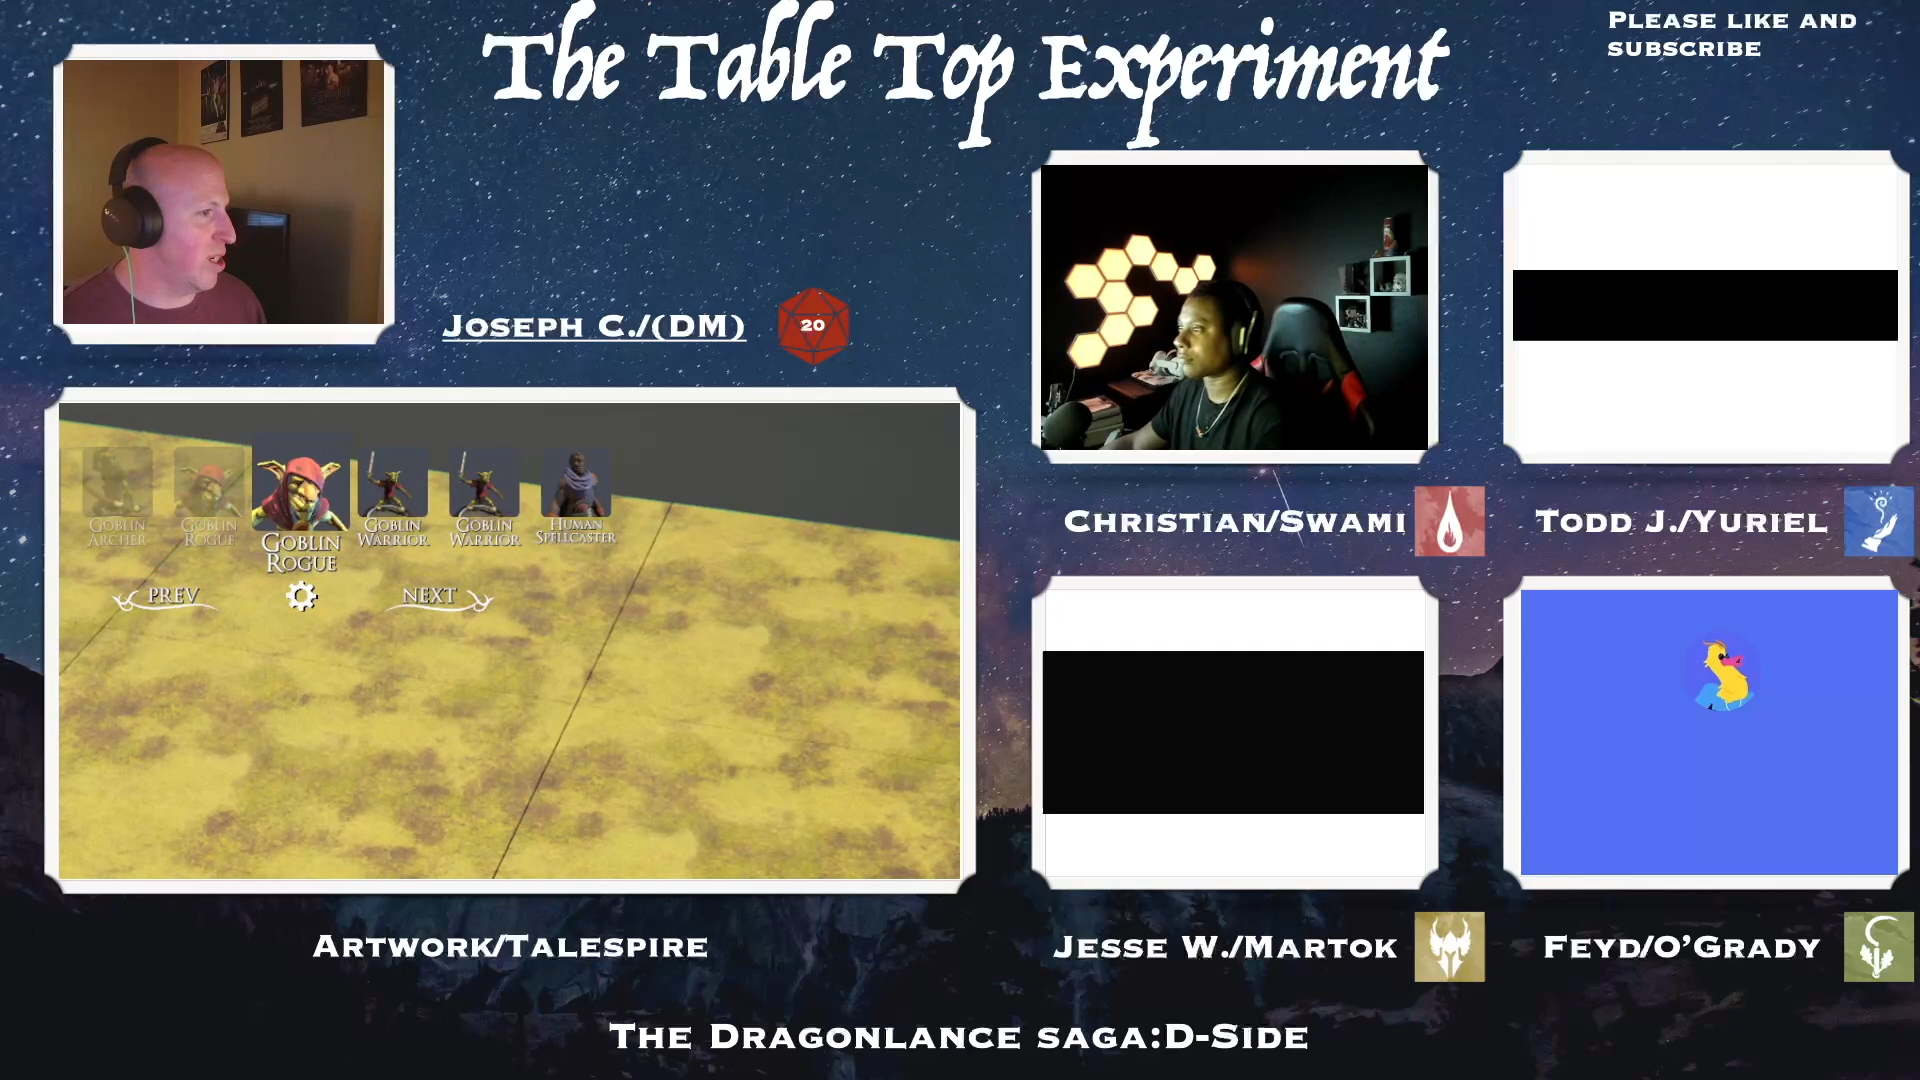 The Table Top Experiment
Please like and
subscribe
Joseph C./(DM)
20
Goblin
Archer
Goblin
Rogue
Goblin
Rogue
Goblin
Warrior
Goblin
Warrior
Human
Spellcaster
PREV
NEXT
Christian/Swami
Todd J./Yuriel
Artwork/Talespire
Jesse W./Martok
Feyd/O'Grady
The Dragonlance saga:D-Side